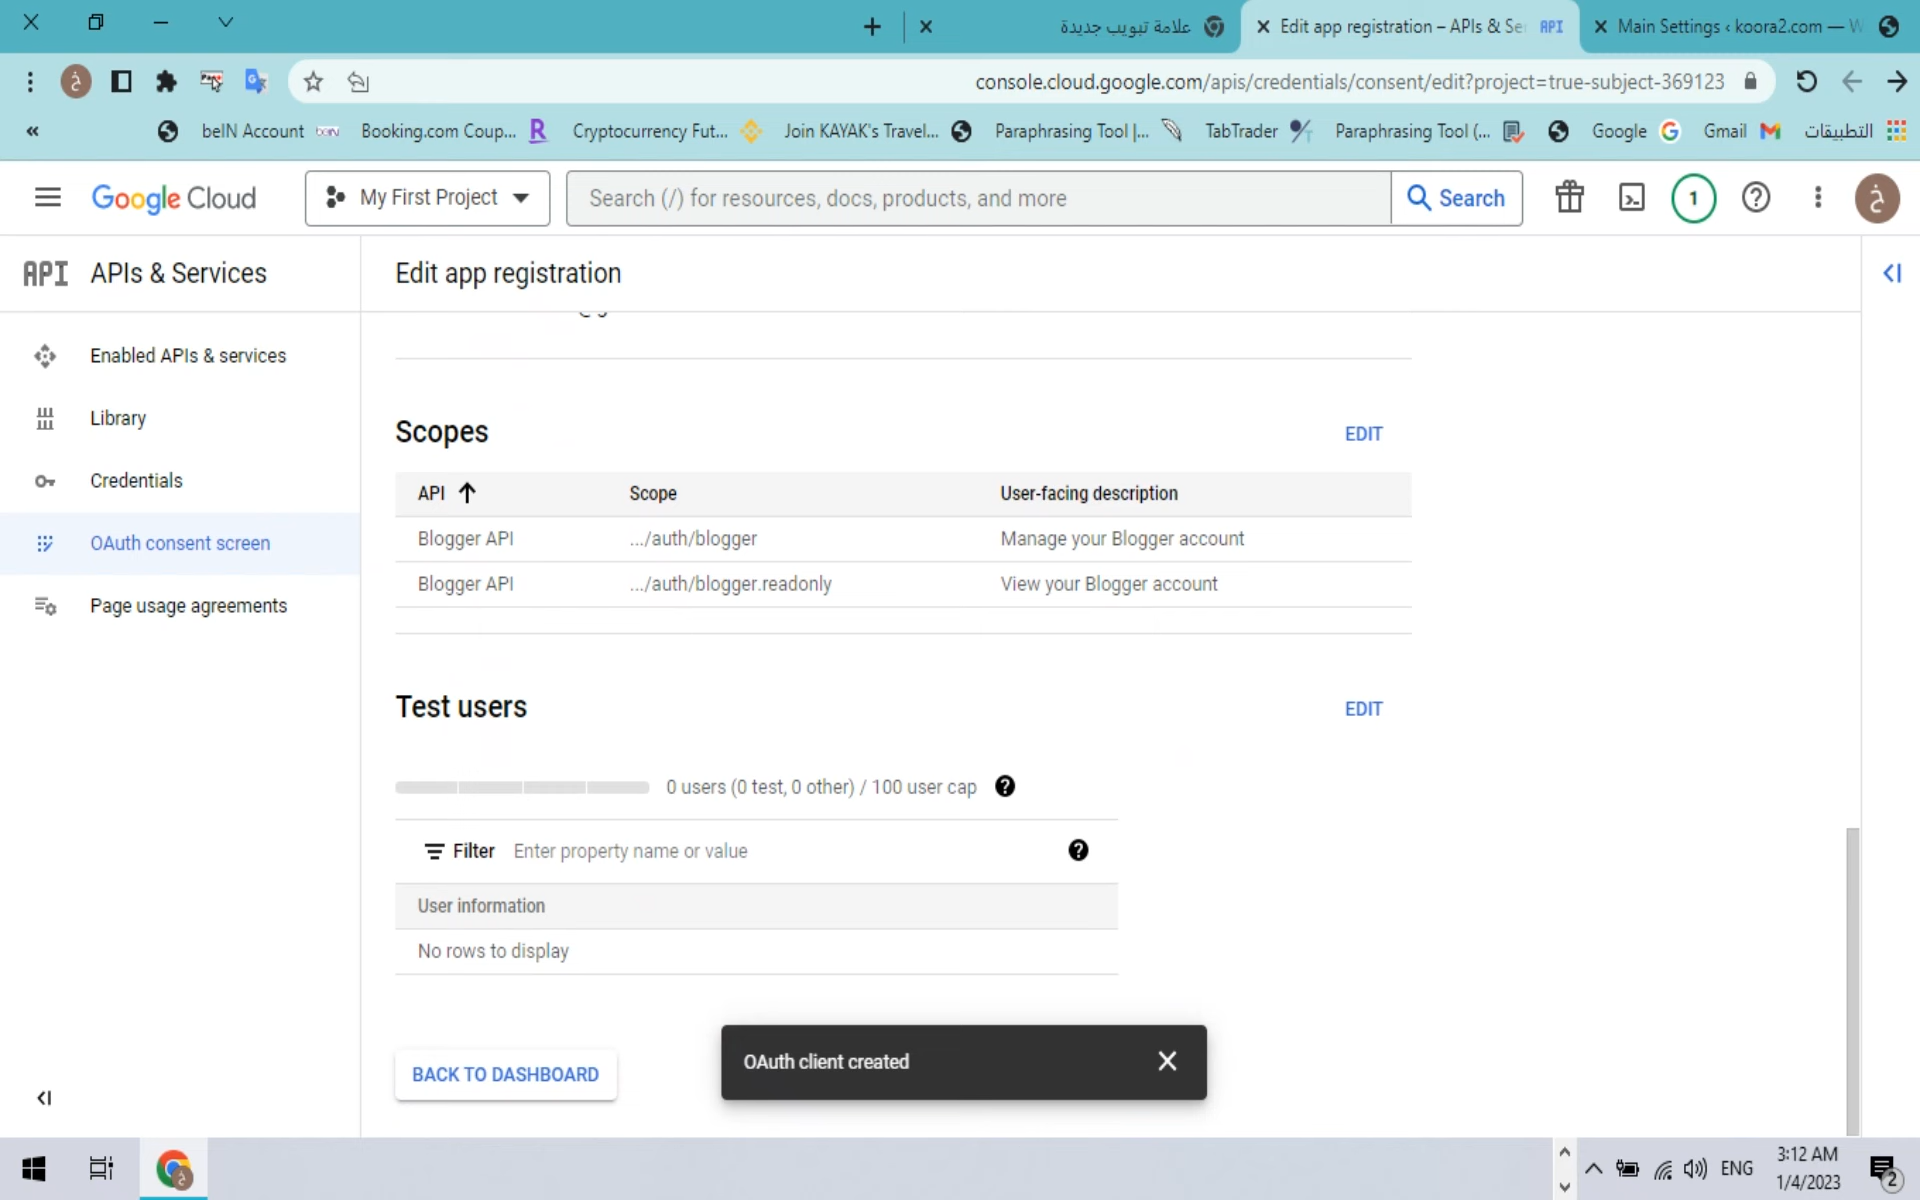 علامة تبويب جديدة
Edit app registration – APIs & Ser
API
Main Settings ‹ koora2.com — W
console.cloud.google.com/apis/credentials/consent/edit?project=true-subject-369123
«
beIN Account
beIN
Booking.com Coup...
Cryptocurrency Fut...
Join KAYAK's Travel...
Paraphrasing Tool |...
TabTrader
Paraphrasing Tool (...
Google
Gmail
التطبيقات
Google Cloud
My First Project
Search (/) for resources, docs, products, and more
Search
1
خ
API APIs & Services
Edit app registration
Enabled APIs & services
Library
Credentials
OAuth consent screen
Page usage agreements
Scopes
EDIT
API
Scope
User-facing description
Blogger API
.../auth/blogger
Manage your Blogger account
Blogger API
.../auth/blogger.readonly
View your Blogger account
Test users
EDIT
0 users (0 test, 0 other) / 100 user cap
Filter
Enter property name or value
User information
No rows to display
OAuth client created
BACK TO DASHBOARD
ENG
3:12 AM
1/4/2023
2